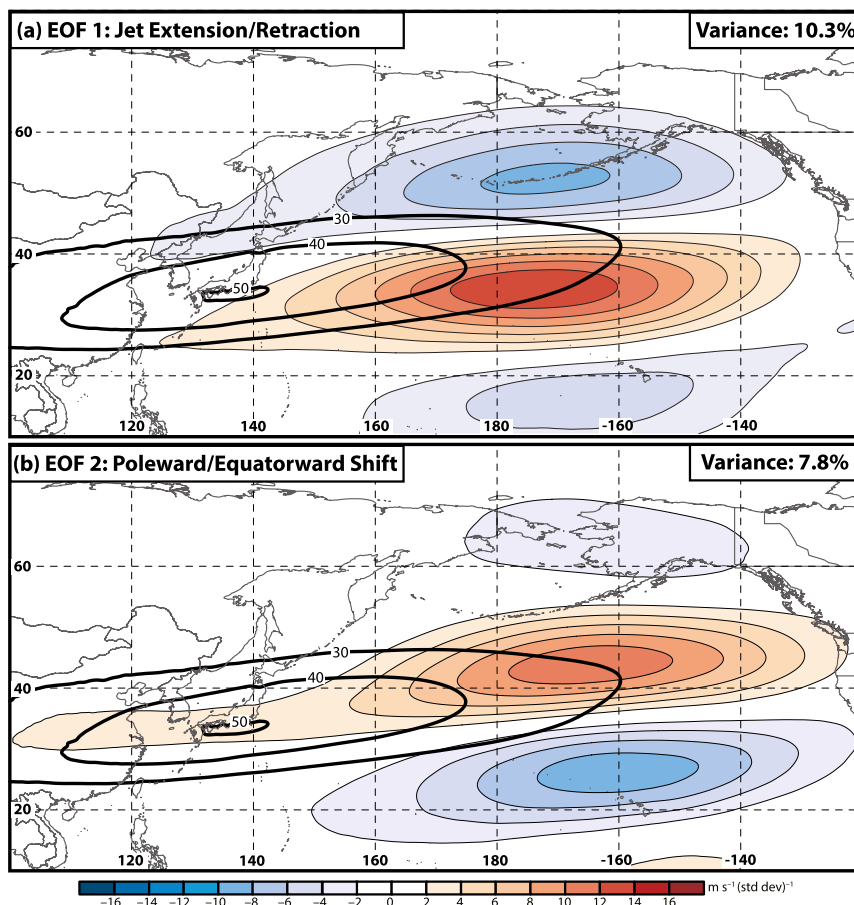 (a) EOF 1: Jet Extension/Retraction Variance: 10.3%
60
30
40 40
50
20
120 140 160 180 -160 -140
(b) EOF 2: Poleward/Equatorward Shift Variance: 7.8%
60
30
40 40
50
20
120 140 160 180 -160 -140
-16 -14 -12 -10 -8 -6 -4 -2 0 2 4 6 8 10 12 14 16 m s⁻¹ (std dev)⁻¹